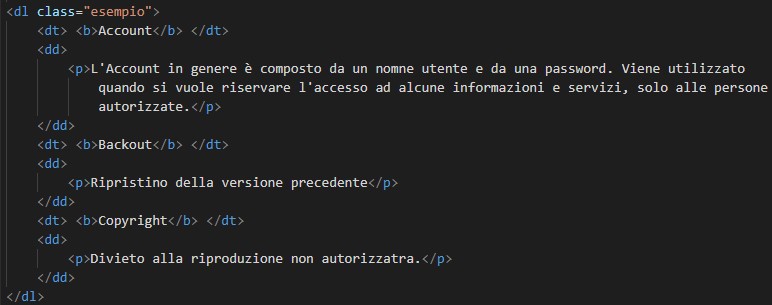 <dl class="esempio">
<dt> <b>Account</b> </dt>
<dd>
<p>L'Account in genere è composto da un nomne utente e da una password. Viene utilizzato
quando si vuole riservare l'accesso ad alcune informazioni e servizi, solo alle persone
autorizzate.</p>
</dd>
<dt> <b>Backout</b> </dt>
<dd>
<p>Ripristino della versione precedente</p>
</dd>
<dt> <b>Copyright</b> </dt>
<dd>
<p>Divieto alla riproduzione non autorizzatra.</p>
</dd>
</dl>